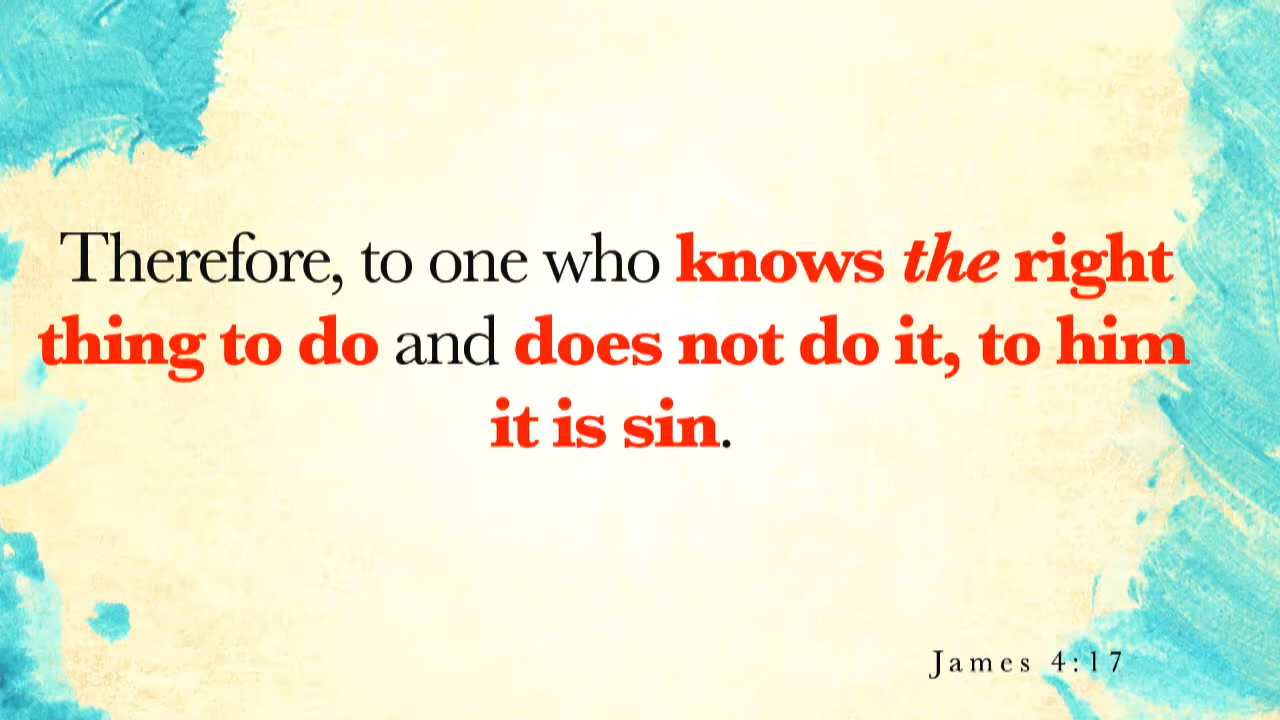 Therefore, to one who knows the right
thing to do and does not do it, to him
it is sin.
James 4:17